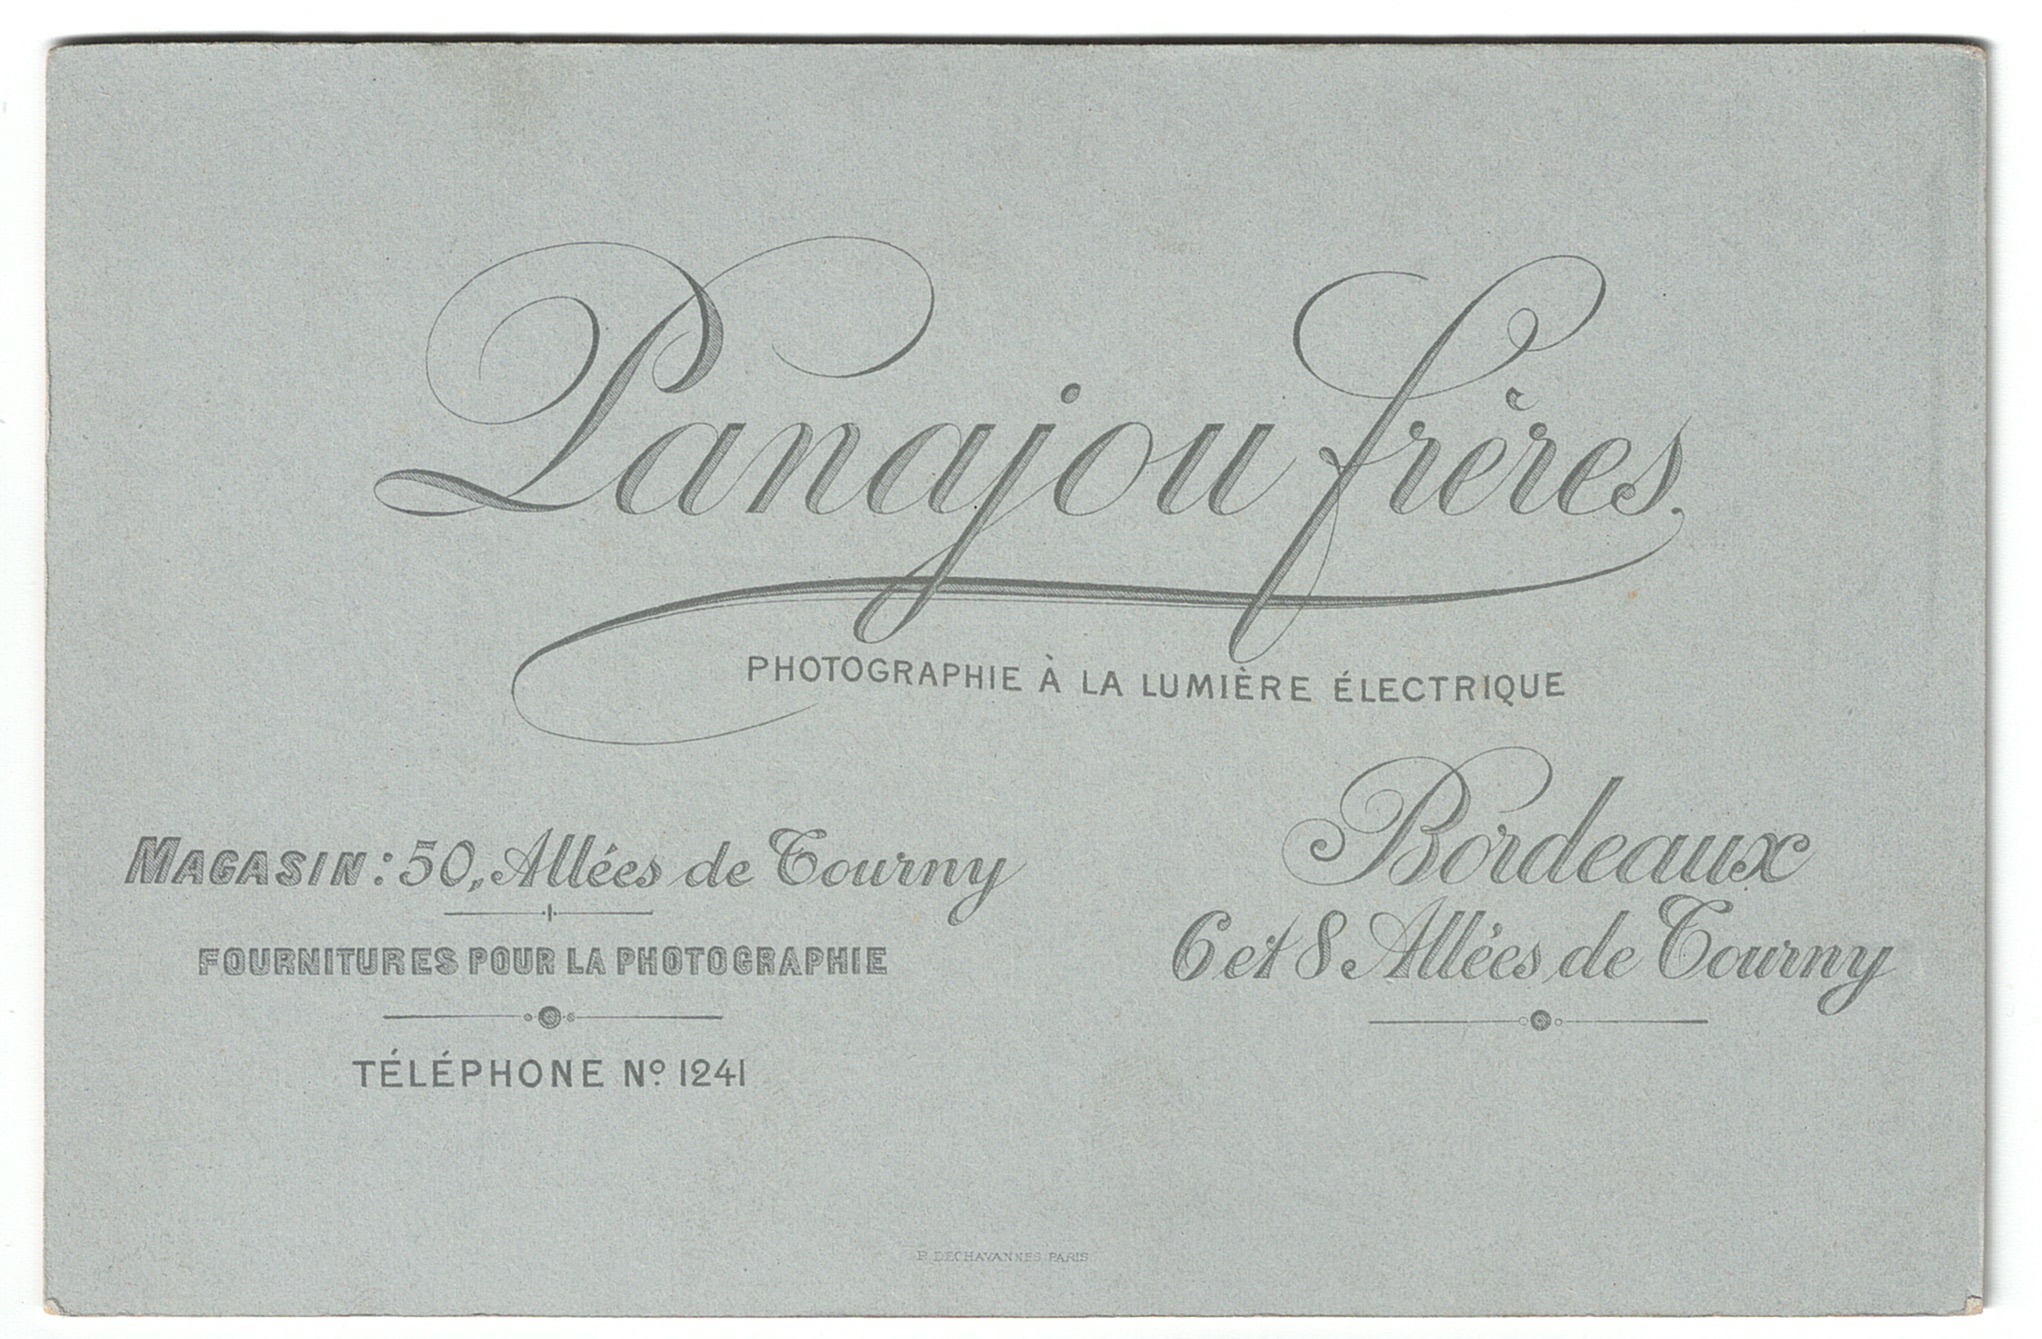 Panajou frères.
PHOTOGRAPHIE À LA LUMIÈRE ÉLECTRIQUE
MAGASIN: 50, Allées de Tourny
FOURNITURES POUR LA PHOTOGRAPHIE
TÉLÉPHONE Nº 1241
Bordeaux
6 et 8 Allées de Tourny
P. DECHAVANNES PARIS